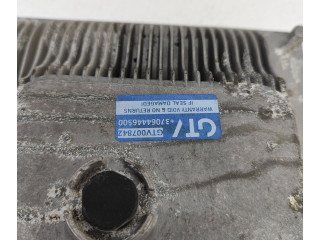 GTV
WARRANTY VOID & NO RETURNS
IF SEAL DAMAGED!
+37064446500
GTV007842